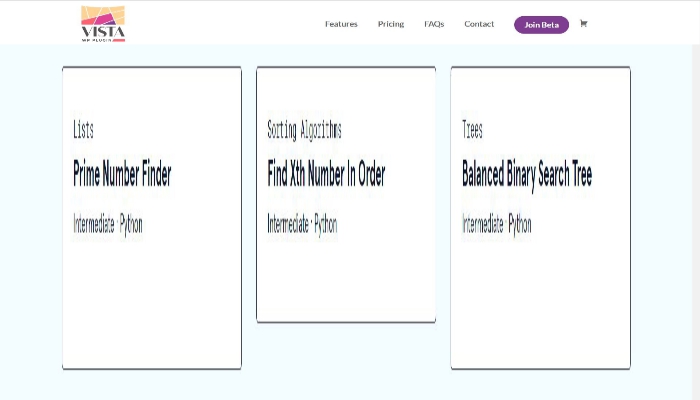 VISTA
WP PLUGIN
Features Pricing FAQs Contact Join Beta
Lists
Prime Number Finder
Intermediate · Python
Sorting Algorithms
Find Xth Number In Order
Intermediate · Python
Trees
Balanced Binary Search Tree
Intermediate · Python